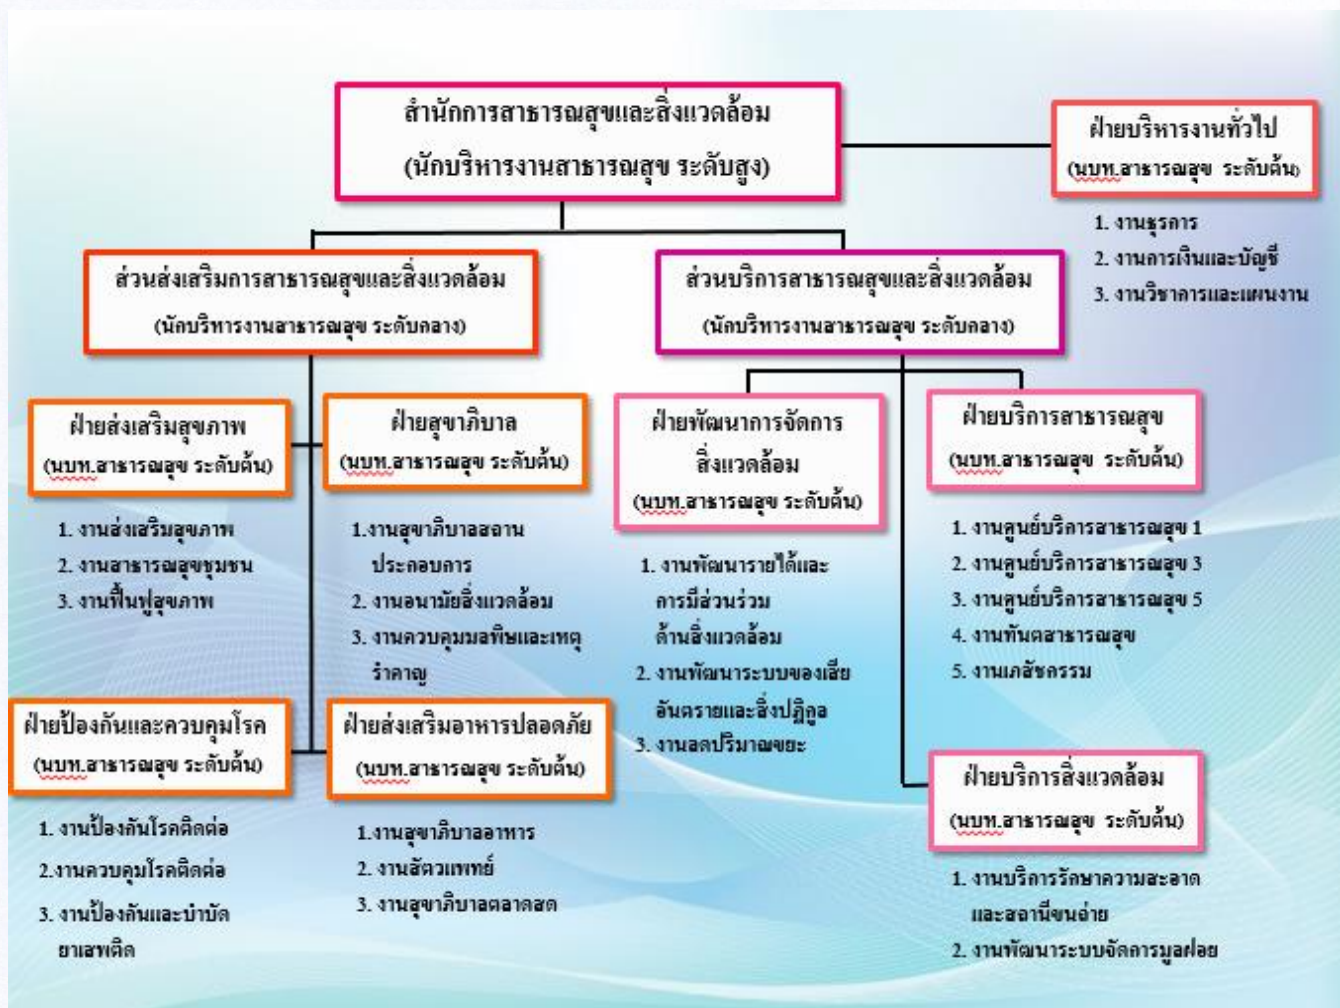 สำนักการสาธารณสุขและสิ่งแวดล้อม
(นักบริหารงานสาธารณสุข ระดับสูง)
ฝ่ายบริหารงานทั่วไป
(นบท.สาธารณสุข ระดับต้น)
1. งานธุรการ
2. งานการเงินและบัญชี
3. งานวิชาการและแผนงาน
ส่วนส่งเสริมการสาธารณสุขและสิ่งแวดล้อม
(นักบริหารงานสาธารณสุข ระดับกลาง)
ส่วนบริการสาธารณสุขและสิ่งแวดล้อม
(นักบริหารงานสาธารณสุข ระดับกลาง)
ฝ่ายส่งเสริมสุขภาพ
(นบท.สาธารณสุข ระดับต้น)
1. งานส่งเสริมสุขภาพ
2. งานสาธารณสุขชุมชน
3. งานฟื้นฟูสุขภาพ
ฝ่ายสุขาภิบาล
(นบท.สาธารณสุข ระดับต้น)
1.งานสุขาภิบาลสถาน
ประกอบการ
2. งานอนามัยสิ่งแวดล้อม
3. งานควบคุมมลพิษและเหตุ
รำคาญ
ฝ่ายพัฒนาการจัดการ
สิ่งแวดล้อม
(นบท.สาธารณสุข ระดับต้น)
1. งานพัฒนารายได้และ
การมีส่วนร่วม
ด้านสิ่งแวดล้อม
2. งานพัฒนาระบบของเสีย
อันตรายและสิ่งปฏิกูล
3. งานลดปริมาณขยะ
ฝ่ายบริการสาธารณสุข
(นบท.สาธารณสุข ระดับต้น)
1. งานศูนย์บริการสาธารณสุข 1
2. งานศูนย์บริการสาธารณสุข 3
3. งานศูนย์บริการสาธารณสุข 5
4. งานทันตสาธารณสุข
5. งานเภสัชกรรม
ฝ่ายป้องกันและควบคุมโรค
(นบท.สาธารณสุข ระดับต้น)
1. งานป้องกันโรคติดต่อ
2.งานควบคุมโรคติดต่อ
3. งานป้องกันและบำบัด
ยาเสพติด
ฝ่ายส่งเสริมอาหารปลอดภัย
(นบท.สาธารณสุข ระดับต้น)
1.งานสุขาภิบาลอาหาร
2. งานสัตวแพทย์
3. งานสุขาภิบาลตลาดสด
ฝ่ายบริการสิ่งแวดล้อม
(นบท.สาธารณสุข ระดับต้น)
1. งานบริการรักษาความสะอาด
และสถานีขนถ่าย
2. งานพัฒนาระบบจัดการมูลฝอย